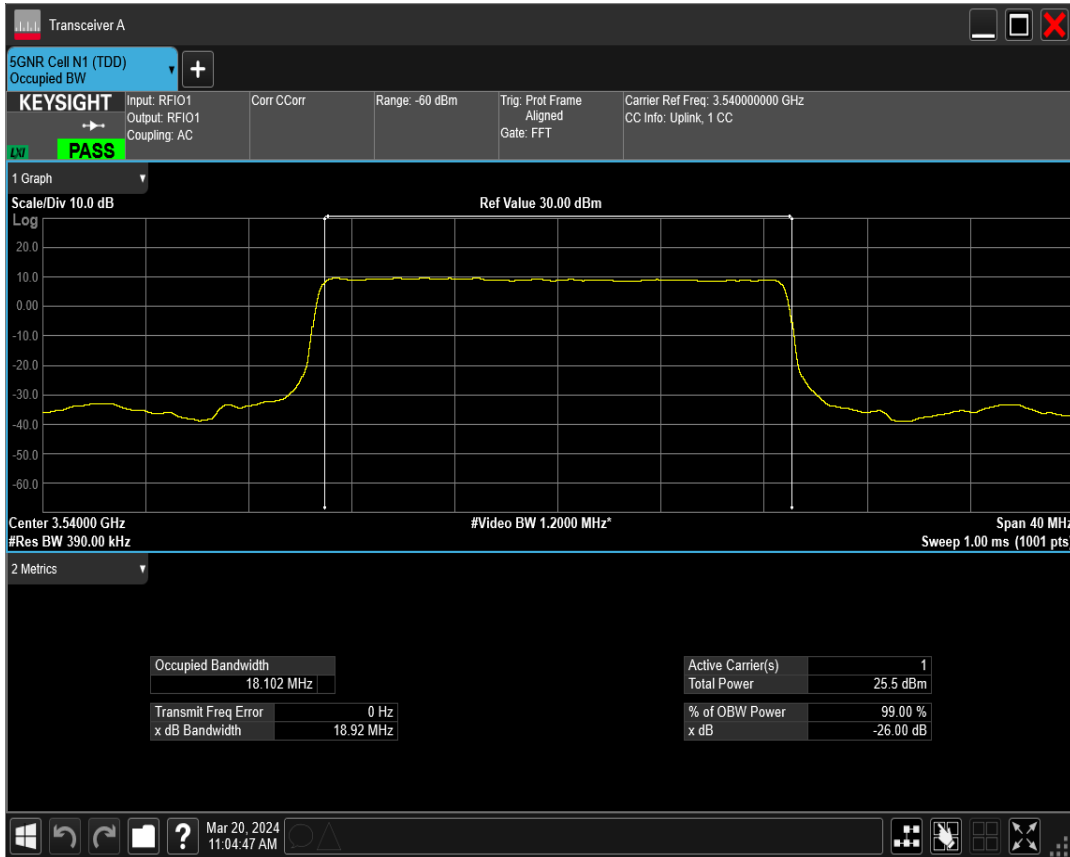 Transceiver A
5GNR Cell N1 (TDD)
Occupied BW
+
KEYSIGHT
LXI
PASS
Input: RFIO1
Output: RFIO1
Coupling: AC
Corr CCorr
Range: -60 dBm
Trig: Prot Frame
Aligned
Gate: FFT
Carrier Ref Freq: 3.540000000 GHz
CC Info: Uplink, 1 CC
1 Graph
Scale/Div 10.0 dB
Ref Value 30.00 dBm
Log
20.0
10.0
0.00
-10.0
-20.0
-30.0
-40.0
-50.0
-60.0
Center 3.54000 GHz
#Video BW 1.2000 MHz*
Span 40 MHz
#Res BW 390.00 kHz
Sweep 1.00 ms (1001 pts)
2 Metrics
Occupied Bandwidth
18.102 MHz
Transmit Freq Error 0 Hz
x dB Bandwidth 18.92 MHz
Active Carrier(s) 1
Total Power 25.5 dBm
% of OBW Power 99.00 %
x dB -26.00 dB
?
Mar 20, 2024
11:04:47 AM